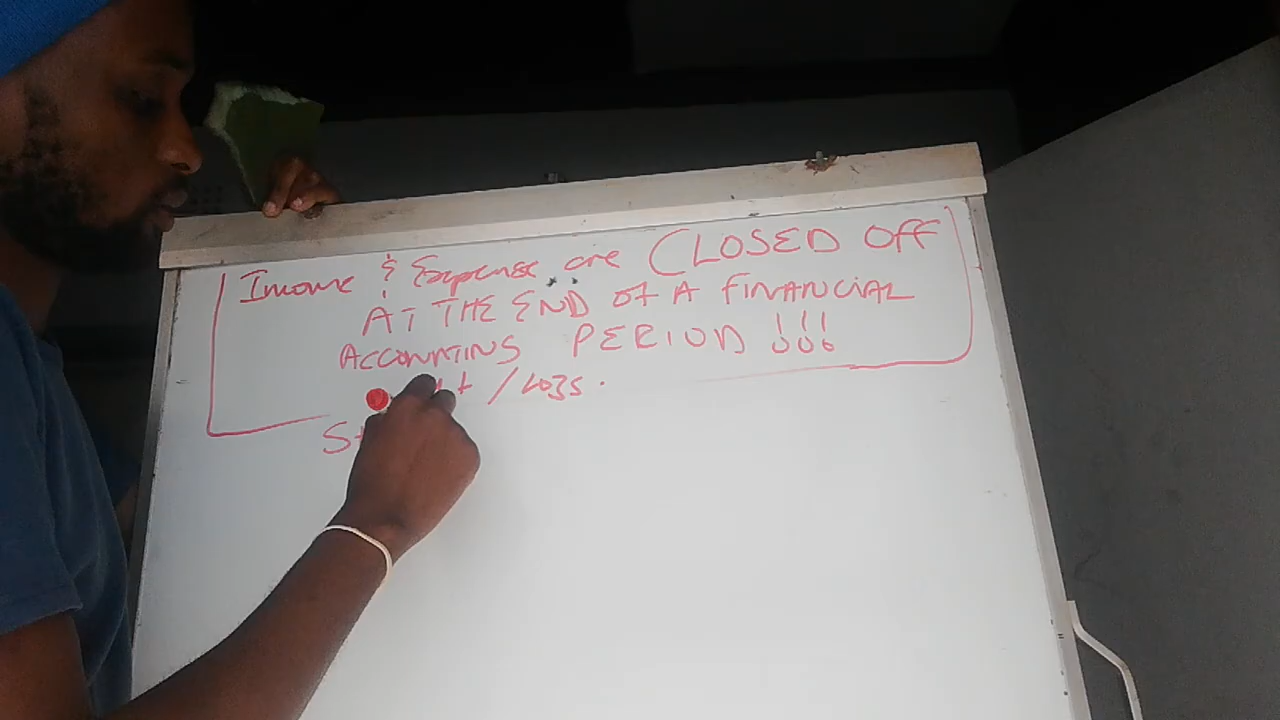 Income & Expense are CLOSED OFF
AT THE END OF A FINANCIAL
ACCOUNTING PERIOD !!!
/ Loss.